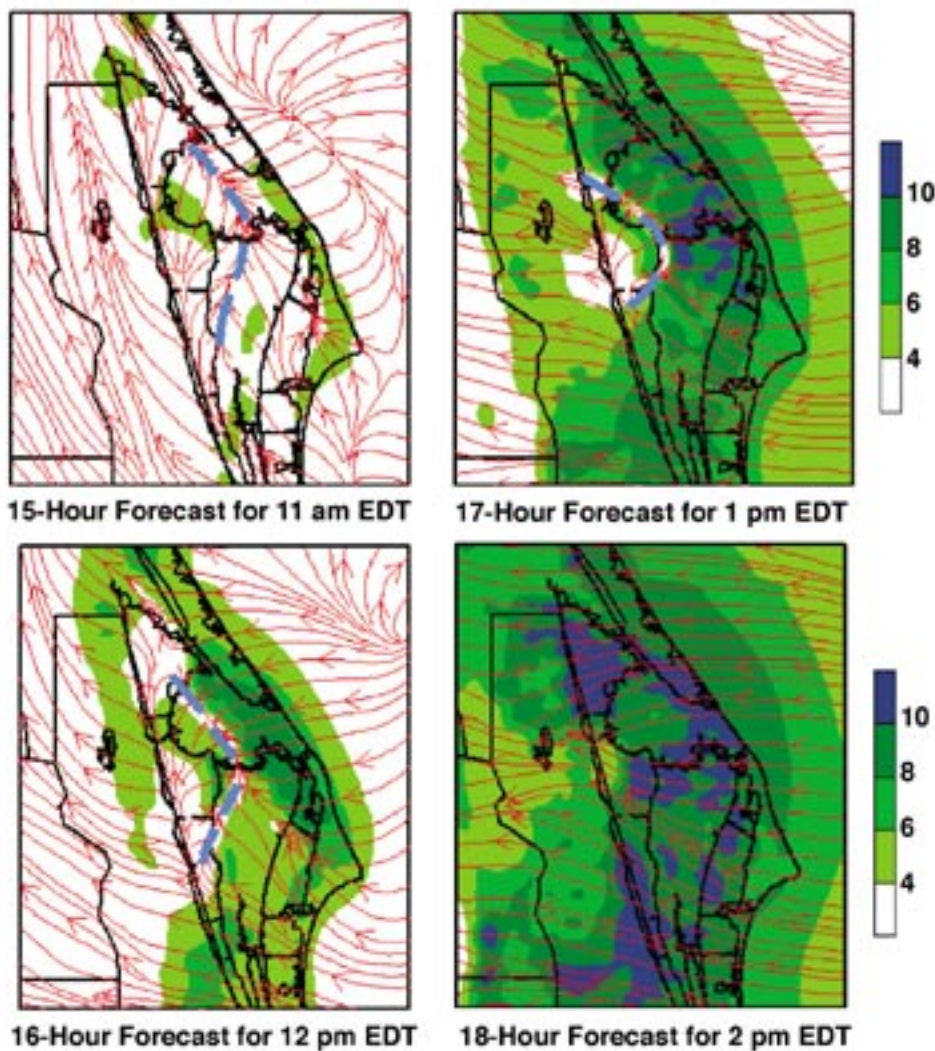 10
8
6
4
15-Hour Forecast for 11 am EDT
17-Hour Forecast for 1 pm EDT
10
8
6
4
16-Hour Forecast for 12 pm EDT
18-Hour Forecast for 2 pm EDT